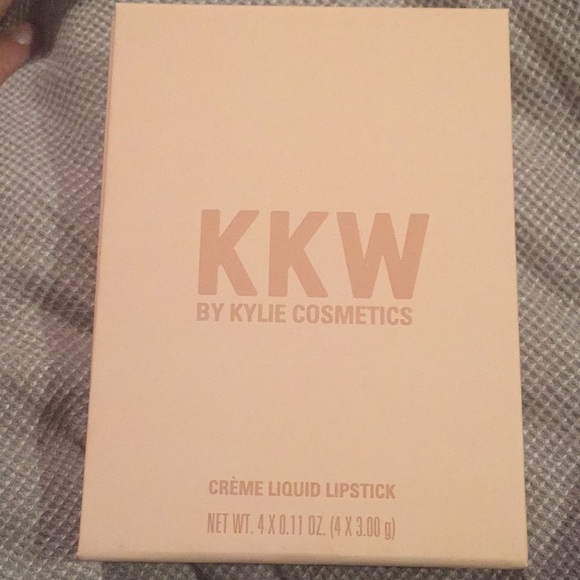 KKW
BY KYLIE COSMETICS
CRÈME LIQUID LIPSTICK
NET WT. 4 X 0.11 OZ. (4 X 3.00 g)